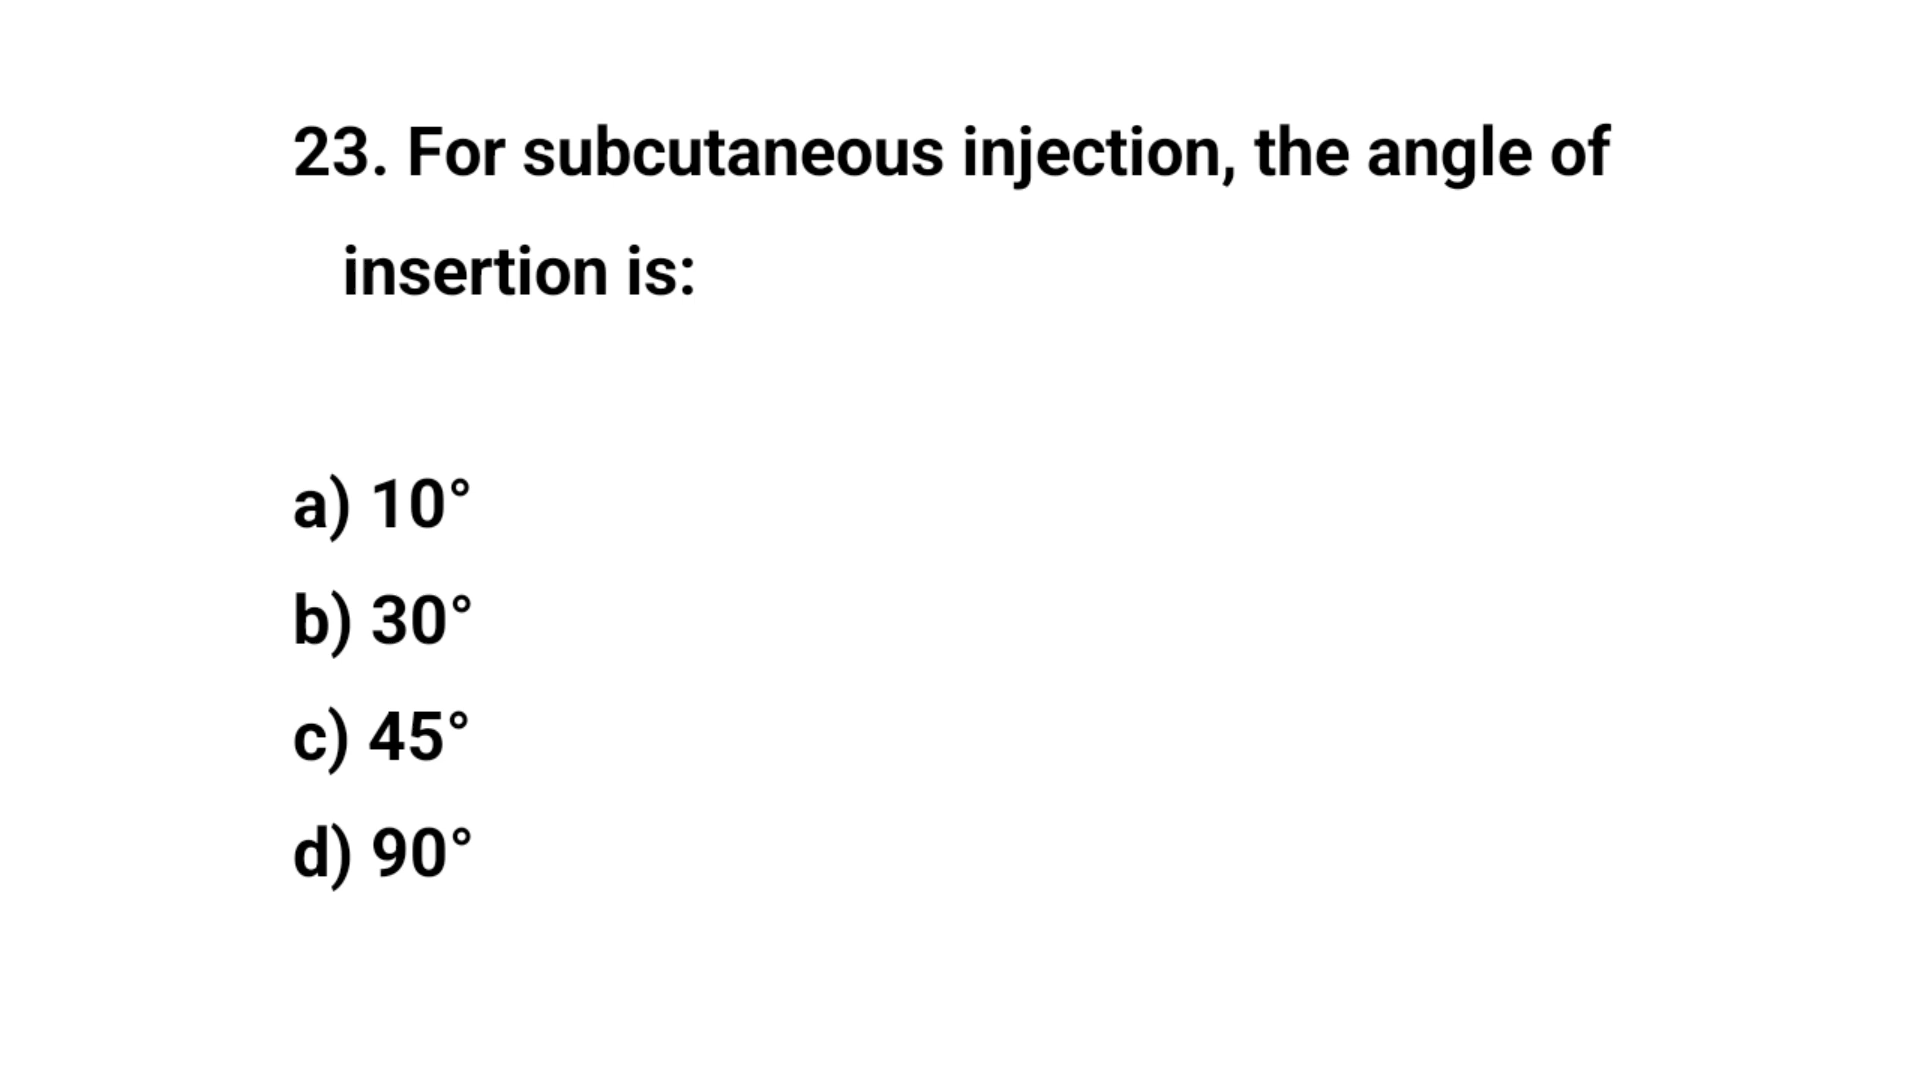 23. For subcutaneous injection, the angle of
insertion is:
a) 10°
b) 30°
c) 45°
d) 90°